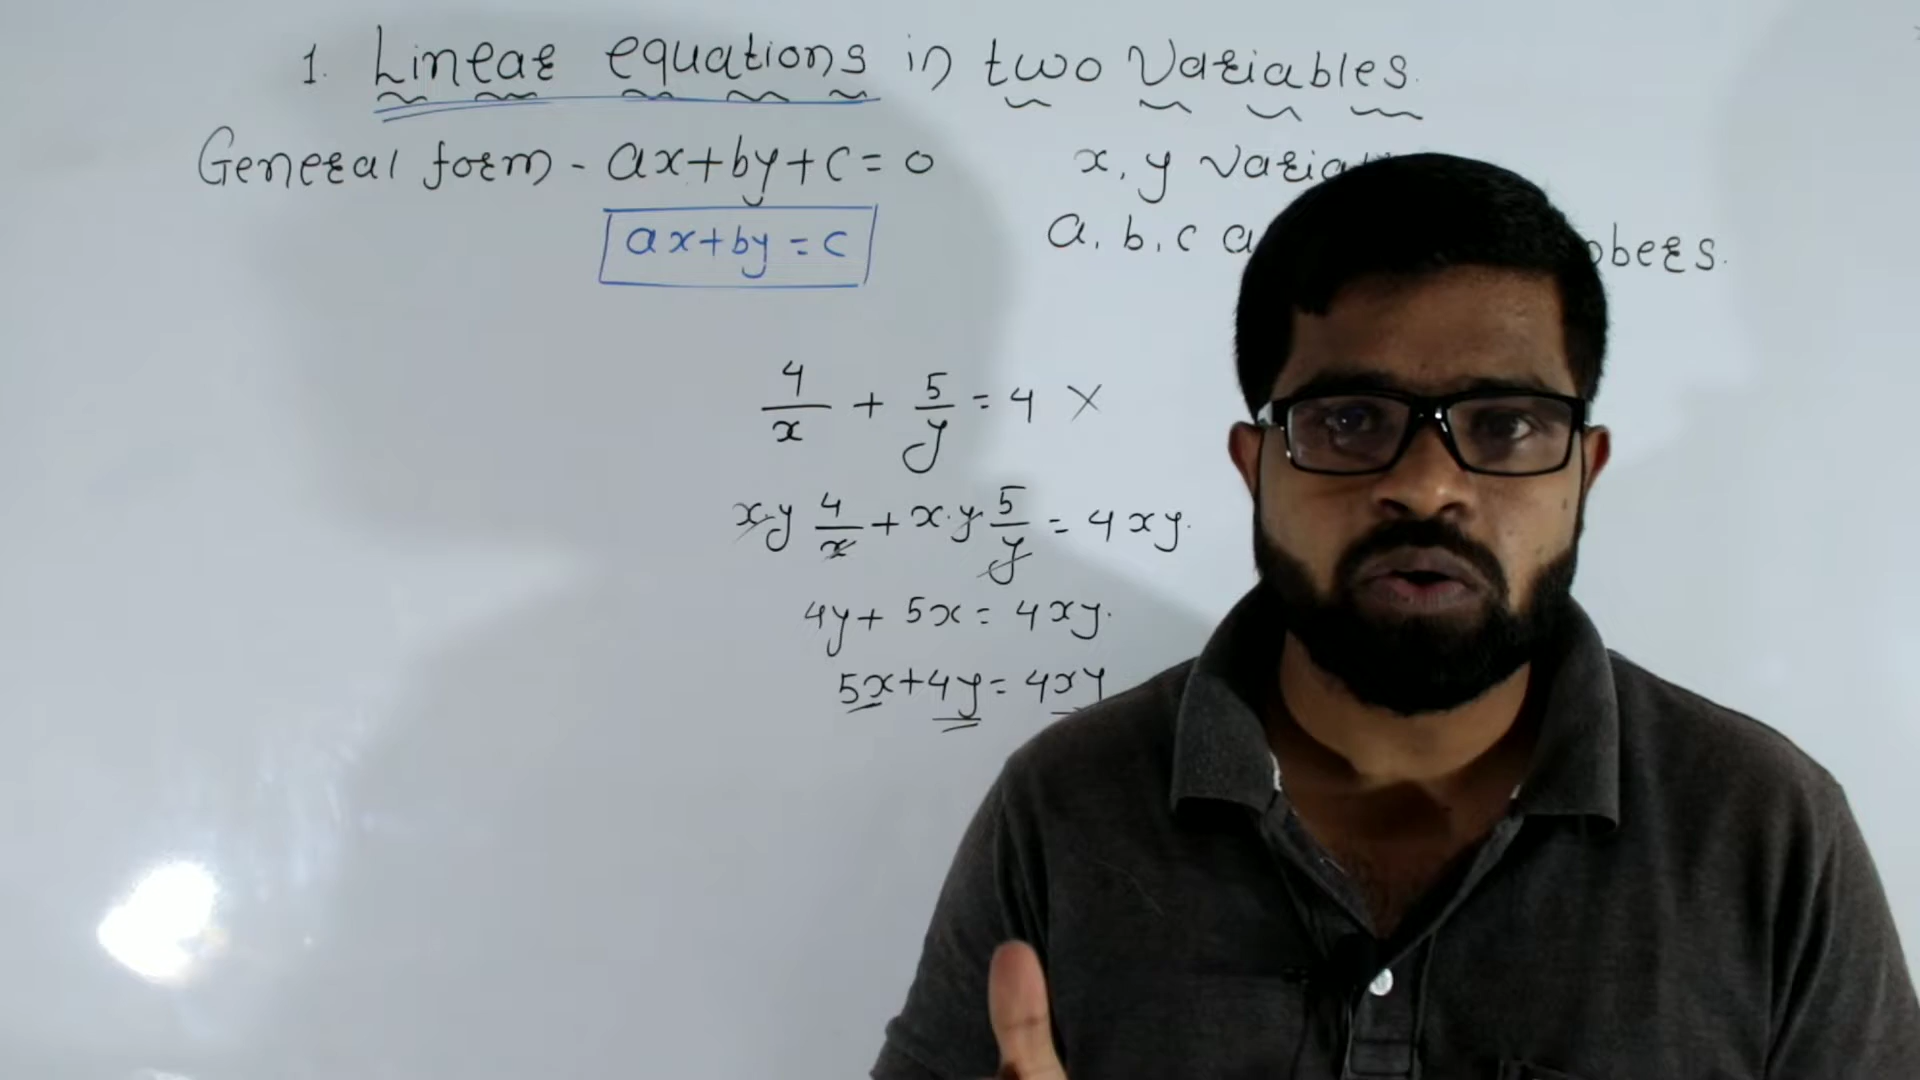 1. Linear equations in two Variables.
General form - ax+by+c=0
x, y
ax+by=c
a, b, c
4/x + 5/y = 4 ×
x·y 4/x + x·y 5/y = 4xy.
4y+ 5x= 4xy.
5x+4y= 4xy